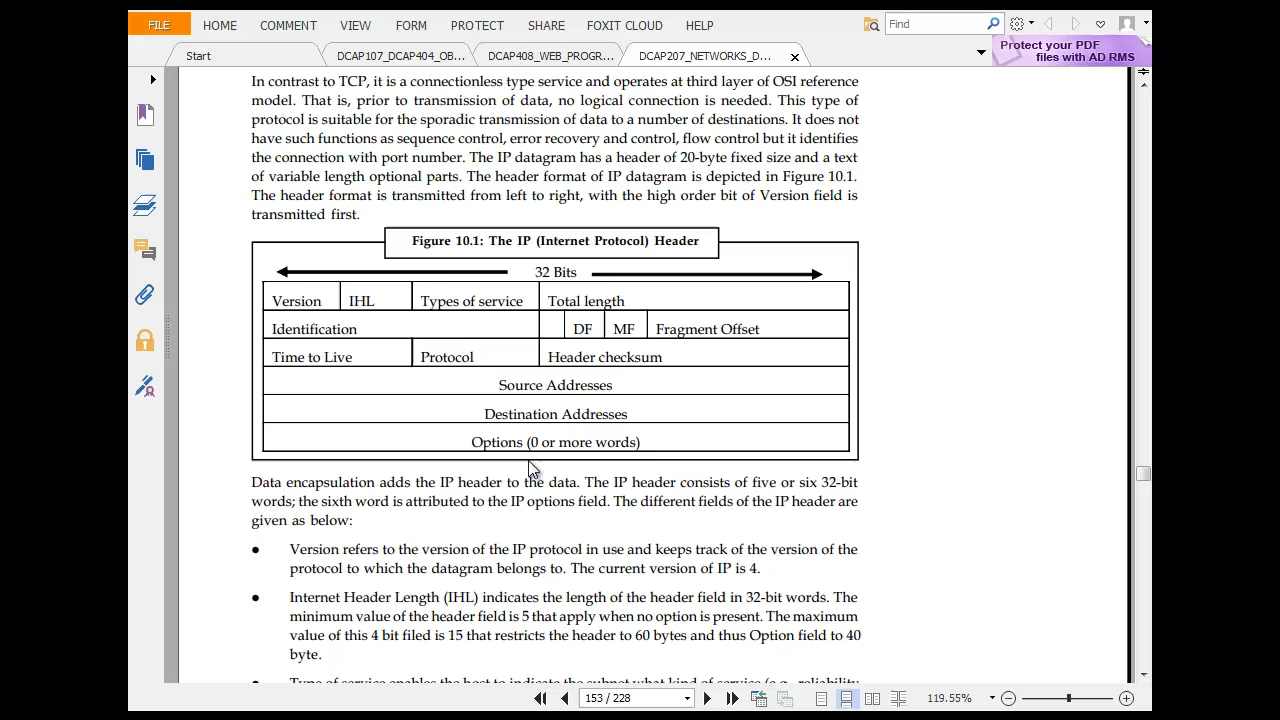 FILE HOME COMMENT VIEW FORM PROTECT SHARE FOXIT CLOUD HELP Find
Start DCAP107_DCAP404_OB... DCAP408_WEB_PROGR... DCAP207_NETWORKS_D... Protect your PDF
files with AD RMS
In contrast to TCP, it is a connectionless type service and operates at third layer of OSI reference
model. That is, prior to transmission of data, no logical connection is needed. This type of
protocol is suitable for the sporadic transmission of data to a number of destinations. It does not
have such functions as sequence control, error recovery and control, flow control but it identifies
the connection with port number. The IP datagram has a header of 20-byte fixed size and a text
of variable length optional parts. The header format of IP datagram is depicted in Figure 10.1.
The header format is transmitted from left to right, with the high order bit of Version field is
transmitted first.
Figure 10.1: The IP (Internet Protocol) Header
32 Bits
Version IHL Types of service Total length
Identification DF MF Fragment Offset
Time to Live Protocol Header checksum
Source Addresses
Destination Addresses
Options (0 or more words)
Data encapsulation adds the IP header to the data. The IP header consists of five or six 32-bit
words; the sixth word is attributed to the IP options field. The different fields of the IP header are
given as below:
● Version refers to the version of the IP protocol in use and keeps track of the version of the
protocol to which the datagram belongs to. The current version of IP is 4.
● Internet Header Length (IHL) indicates the length of the header field in 32-bit words. The
minimum value of the header field is 5 that apply when no option is present. The maximum
value of this 4 bit filed is 15 that restricts the header to 60 bytes and thus Option field to 40
byte.
● Type of service enables the host to indicate the subnet what kind of service (e.g., reliability
153 / 228 119.55%